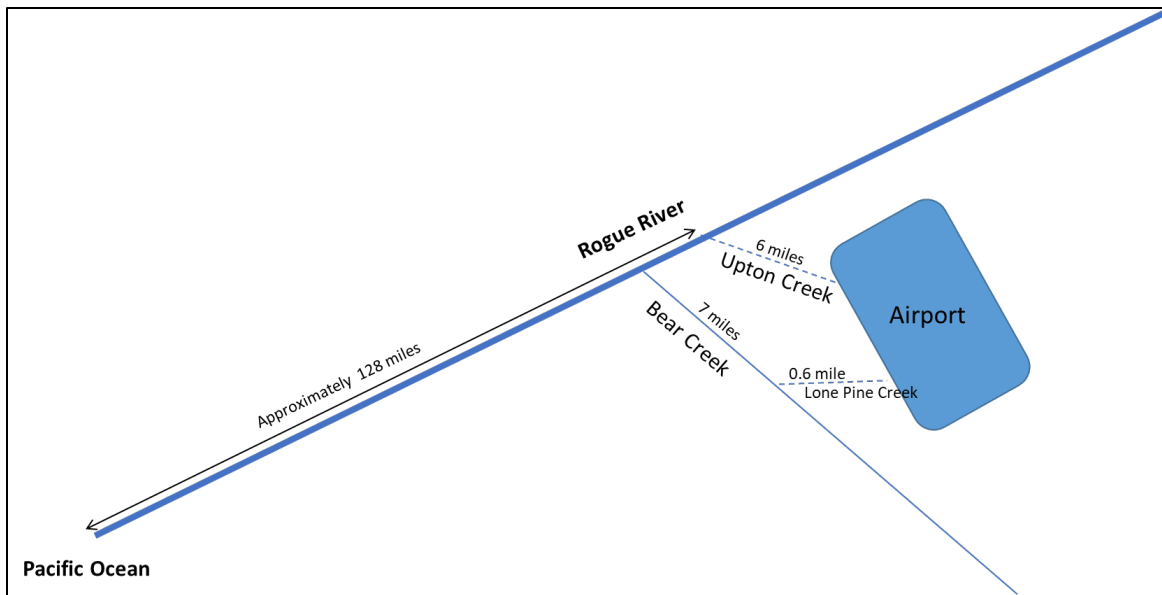 Rogue River
6 miles
Upton Creek
Airport
7 miles
Bear Creek
0.6 mile
Lone Pine Creek
Approximately 128 miles
Pacific Ocean